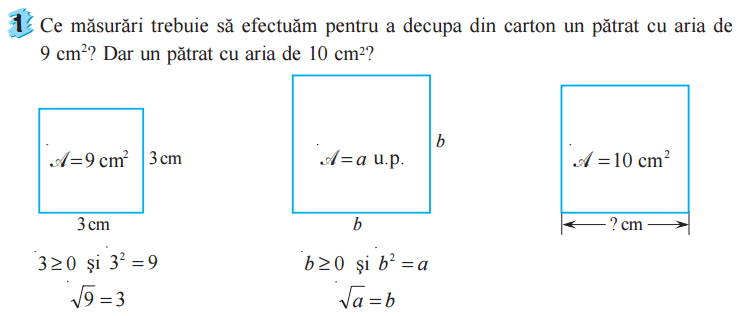 1 Ce măsurări trebuie să efectuăm pentru a decupa din carton un pătrat cu aria de
9 cm²? Dar un pătrat cu aria de 10 cm²?
𝒜=9 cm² 3 cm
3 cm
3≥0 şi 3² =9
√9 =3
𝒜=a u.p. b
b
b≥0 şi b² =a
√a =b
𝒜 =10 cm²
? cm